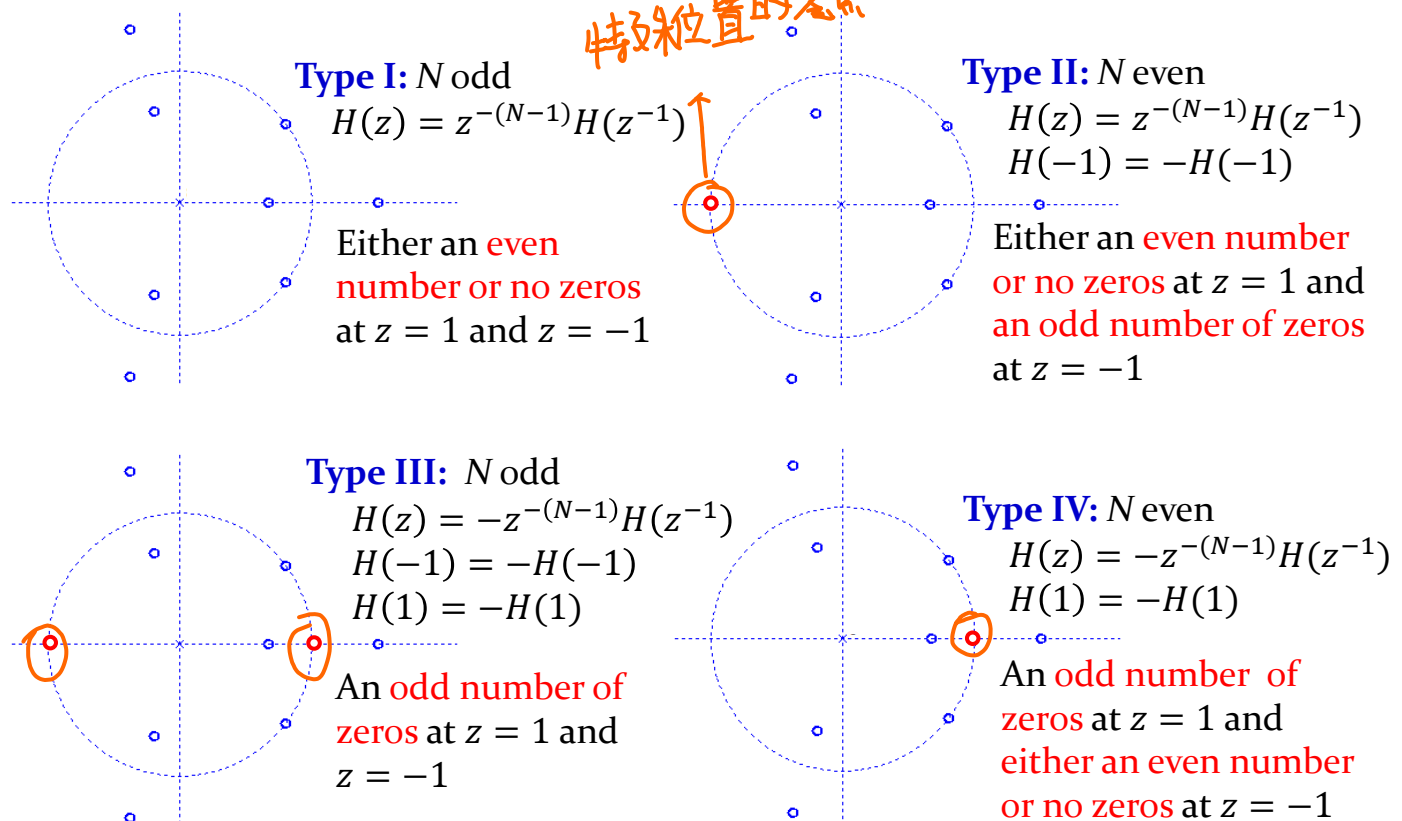 特殊位置的零点
Type I: N odd
H(z) = z^{-(N-1)}H(z^{-1})
Either an even
number or no zeros
at z = 1 and z = −1
Type II: N even
H(z) = z^{-(N-1)}H(z^{-1})
H(−1) = −H(−1)
Either an even number
or no zeros at z = 1 and
an odd number of zeros
at z = −1
Type III: N odd
H(z) = −z^{-(N-1)}H(z^{-1})
H(−1) = −H(−1)
H(1) = −H(1)
An odd number of
zeros at z = 1 and
z = −1
Type IV: N even
H(z) = −z^{-(N-1)}H(z^{-1})
H(1) = −H(1)
An odd number of
zeros at z = 1 and
either an even number
or no zeros at z = −1